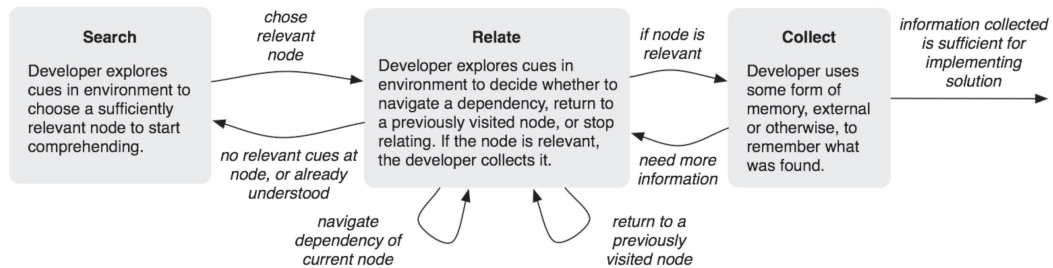 Search
Developer explores
cues in environment to
choose a sufficiently
relevant node to start
comprehending.
chose
relevant
node
no relevant cues at
node, or already
understood
Relate
Developer explores cues in
environment to decide whether to
navigate a dependency, return to
a previously visited node, or stop
relating. If the node is relevant,
the developer collects it.
navigate
dependency of
current node
return to a
previously
visited node
if node is
relevant
need more
information
Collect
Developer uses
some form of
memory, external
or otherwise, to
remember what
was found.
information collected
is sufficient for
implementing
solution